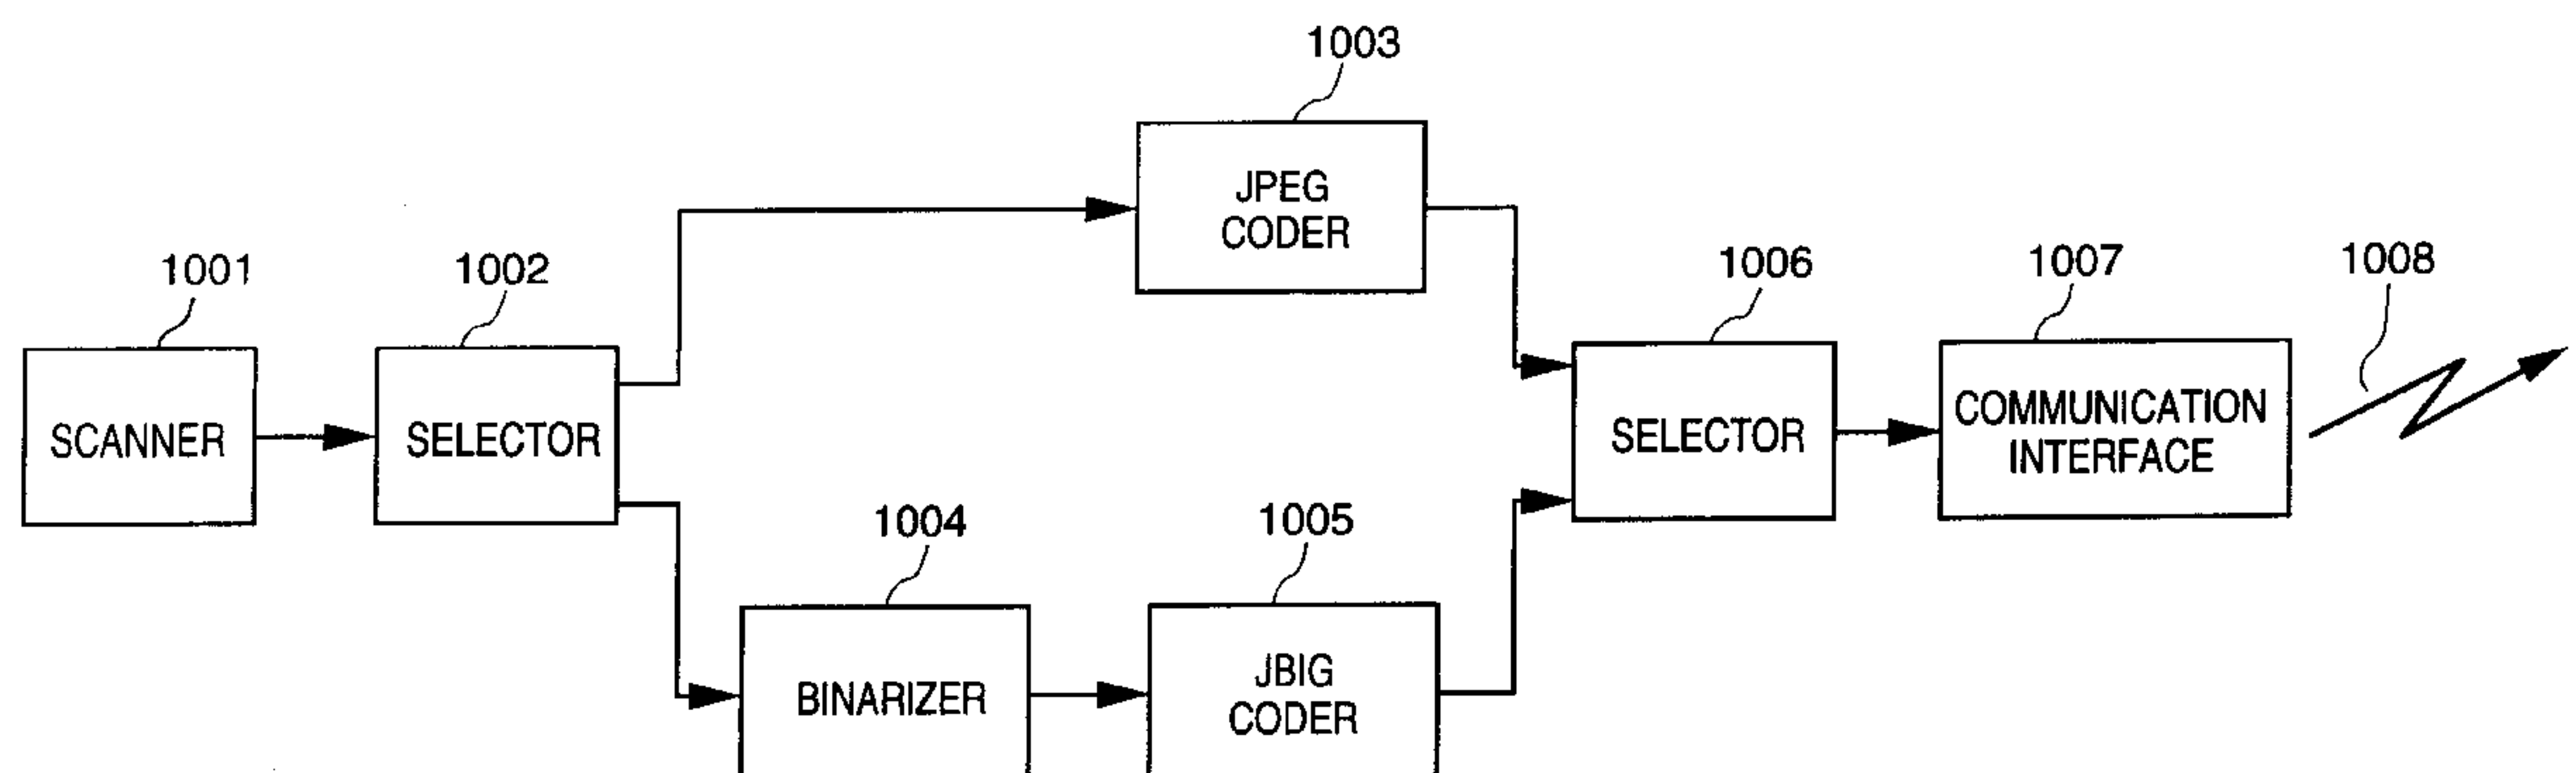 1003
JPEG
CODER
1001
1002
1006
1007
1008
SCANNER
SELECTOR
SELECTOR
COMMUNICATION
INTERFACE
1004
1005
BINARIZER
JBIG
CODER